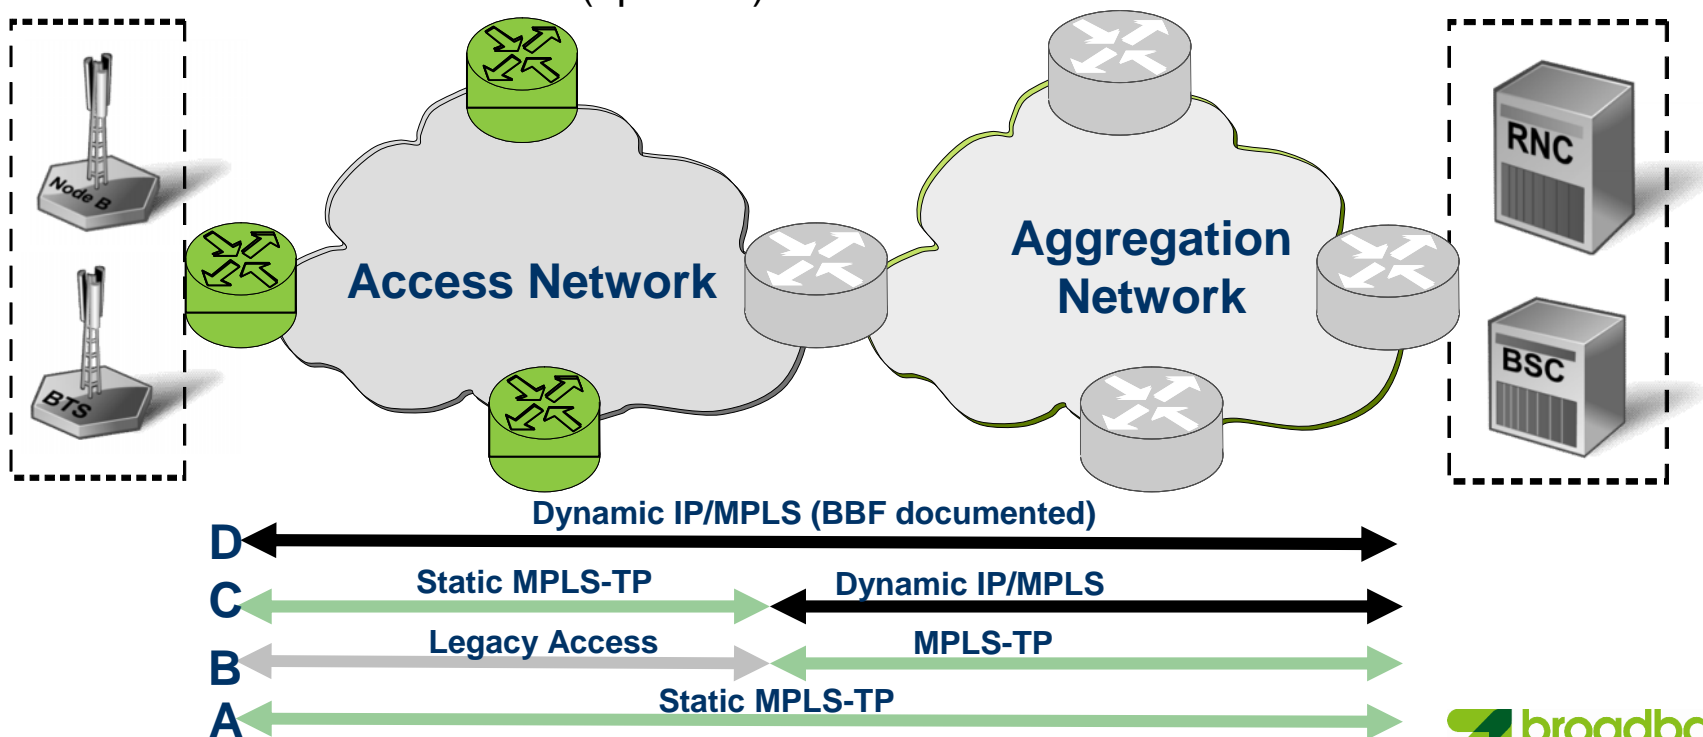 Node B
BTS
Access Network
Aggregation
Network
RNC
BSC
Dynamic IP/MPLS (BBF documented)
D
Static MPLS-TP
Dynamic IP/MPLS
C
Legacy Access
MPLS-TP
B
Static MPLS-TP
A